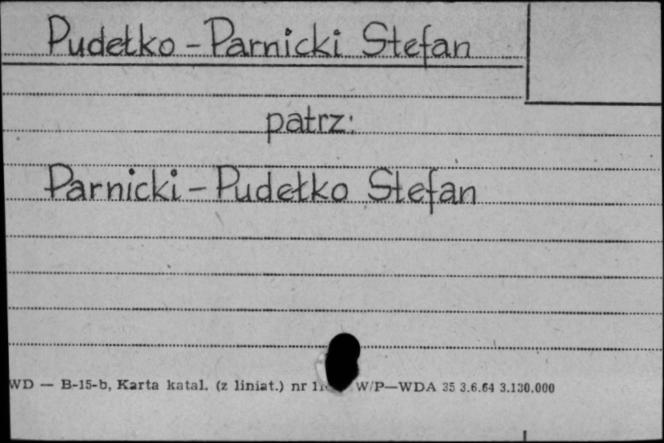 Pudełko - Parnicki Stefan
patrz:
Parnicki - Pudełko Stefan
WD — B-15-b, Karta katal. (z liniat.) nr W/P—WDA 35 3.6.64 3.130.000